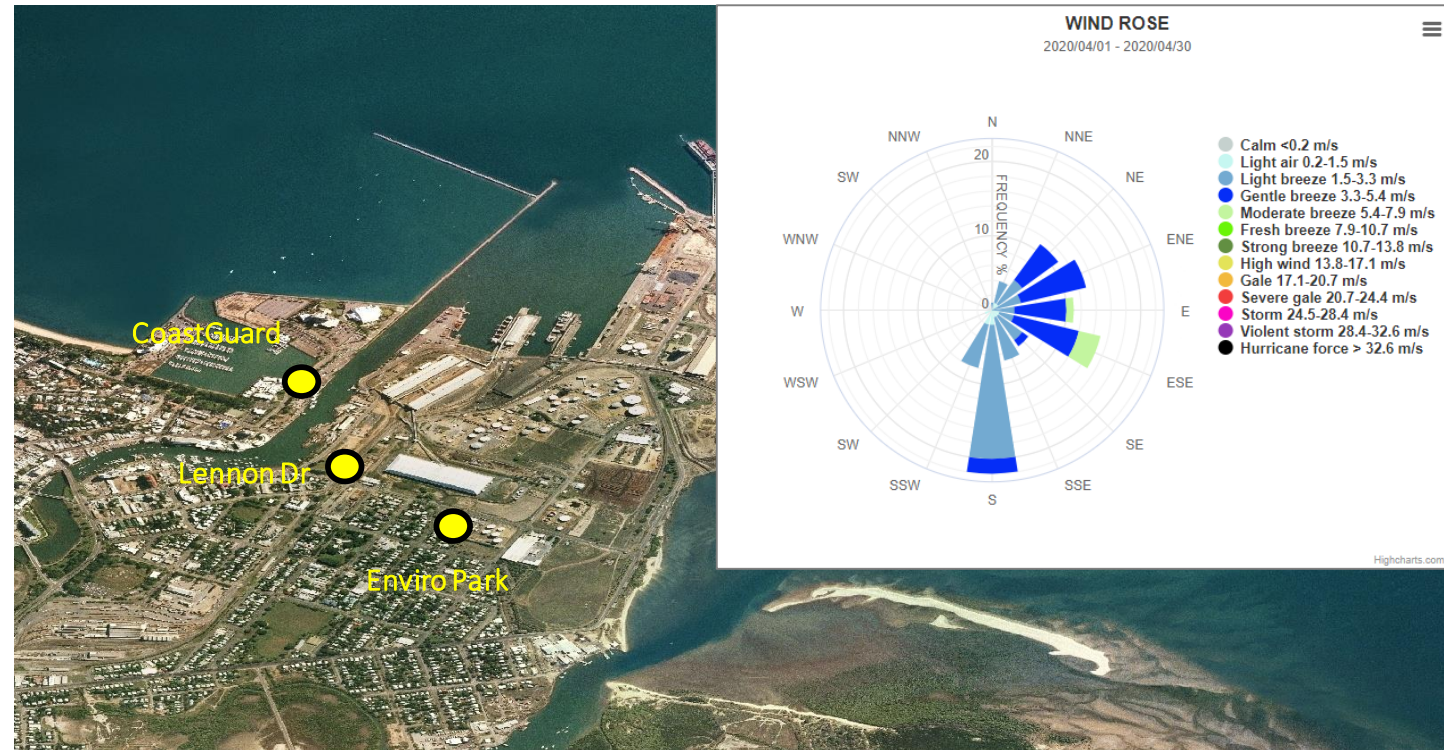 CoastGuard
Lennon Dr
Enviro Park
WIND ROSE
2020/04/01 - 2020/04/30
N
NNE
NE
ENE
E
ESE
SE
SSE
S
SSW
SW
WSW
W
WNW
SW
NNW
20
10
0
FREQUENCY %
Calm <0.2 m/s
Light air 0.2-1.5 m/s
Light breeze 1.5-3.3 m/s
Gentle breeze 3.3-5.4 m/s
Moderate breeze 5.4-7.9 m/s
Fresh breeze 7.9-10.7 m/s
Strong breeze 10.7-13.8 m/s
High wind 13.8-17.1 m/s
Gale 17.1-20.7 m/s
Severe gale 20.7-24.4 m/s
Storm 24.5-28.4 m/s
Violent storm 28.4-32.6 m/s
Hurricane force > 32.6 m/s
Highcharts.com